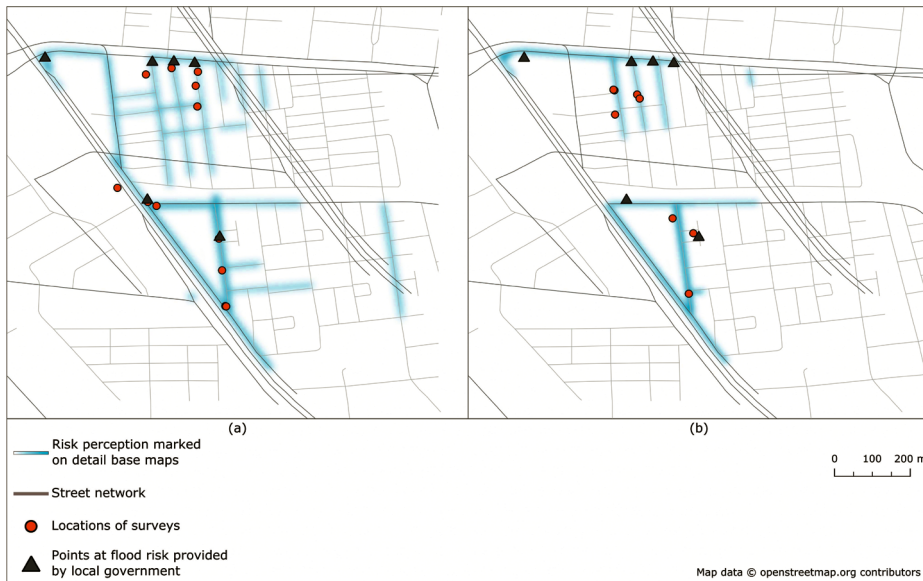 (a)
(b)
Risk perception marked
on detail base maps
Street network
Locations of surveys
Points at flood risk provided
by local government
0 100 200 m
Map data © openstreetmap.org contributors